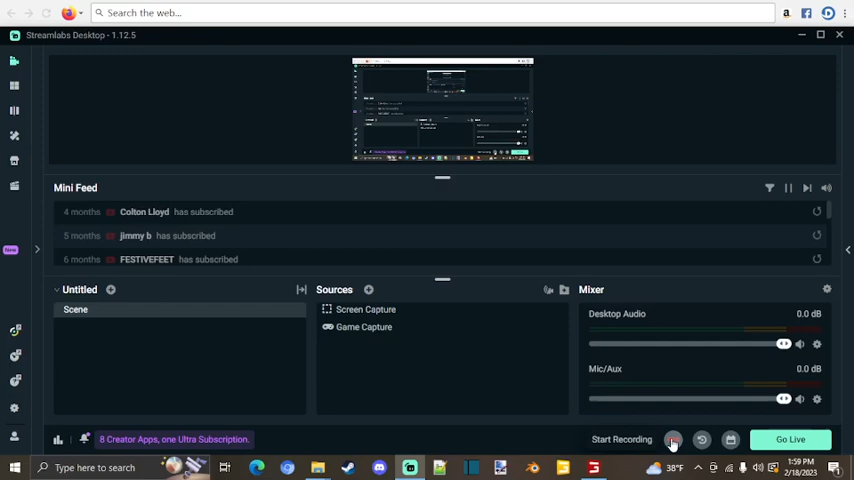 Search the web...
Streamlabs Desktop - 1.12.5
Mini Feed
4 months Colton Lloyd has subscribed
5 months jimmy b has subscribed
6 months FESTIVEFEET has subscribed
New
Untitled
Sources
Mixer
Scene
Screen Capture
Desktop Audio 0.0 dB
Game Capture
Mic/Aux 0.0 dB
8 Creator Apps, one Ultra Subscription.
Start Recording
Go Live
Type here to search
38°F
1:59 PM
2/18/2023